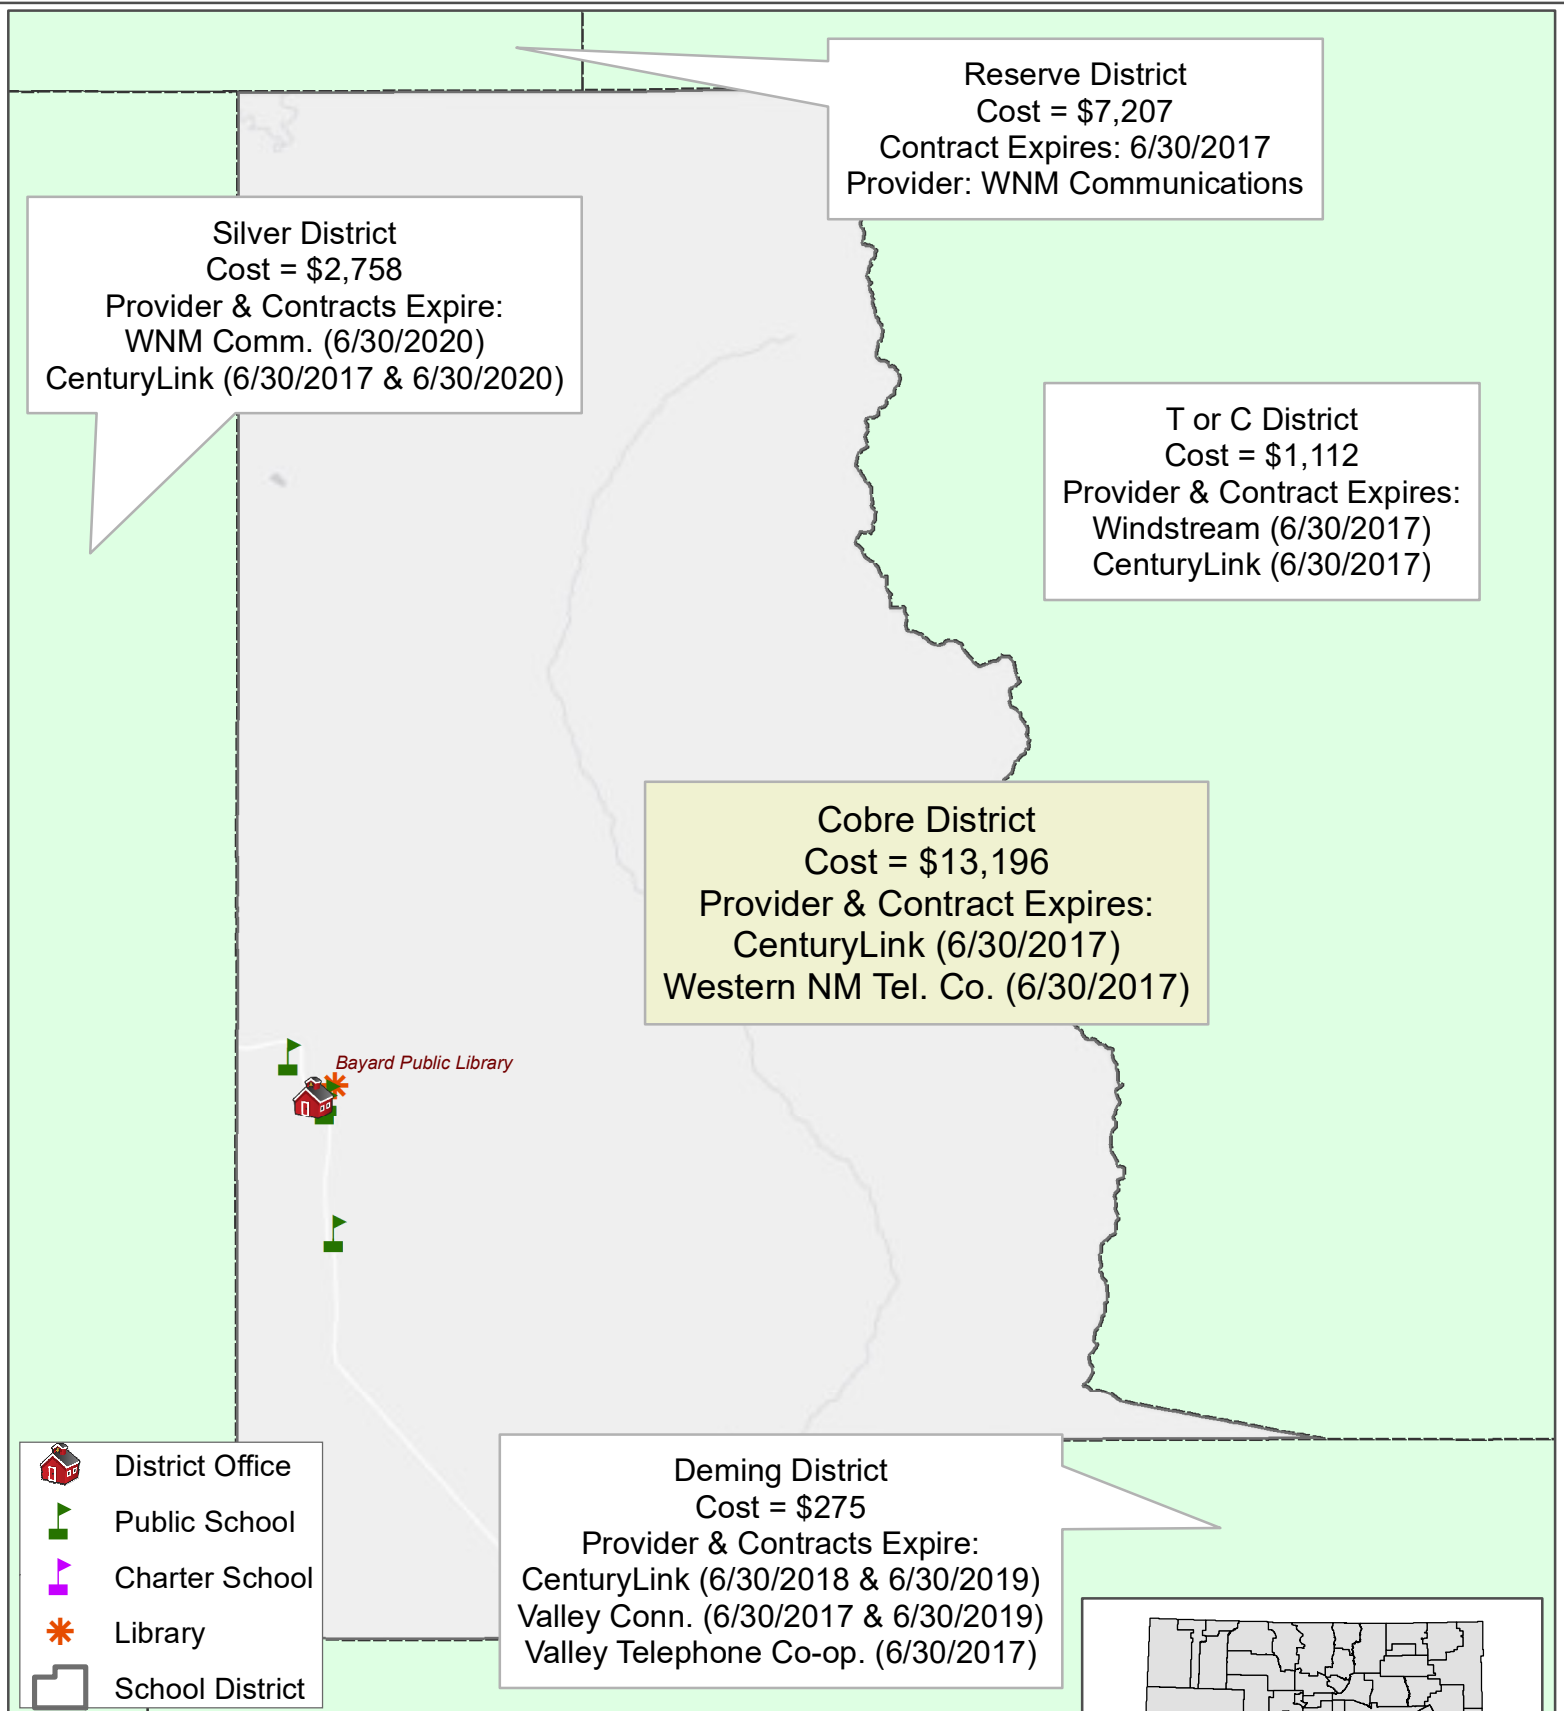 Reserve District
Cost = $7,207
Contract Expires: 6/30/2017
Provider: WNM Communications
Silver District
Cost = $2,758
Provider & Contracts Expire:
WNM Comm. (6/30/2020)
CenturyLink (6/30/2017 & 6/30/2020)
T or C District
Cost = $1,112
Provider & Contract Expires:
Windstream (6/30/2017)
CenturyLink (6/30/2017)
Cobre District
Cost = $13,196
Provider & Contract Expires:
CenturyLink (6/30/2017)
Western NM Tel. Co. (6/30/2017)
Bayard Public Library
Deming District
Cost = $275
Provider & Contracts Expire:
CenturyLink (6/30/2018 & 6/30/2019)
Valley Conn. (6/30/2017 & 6/30/2019)
Valley Telephone Co-op. (6/30/2017)
District Office
Public School
Charter School
Library
School District